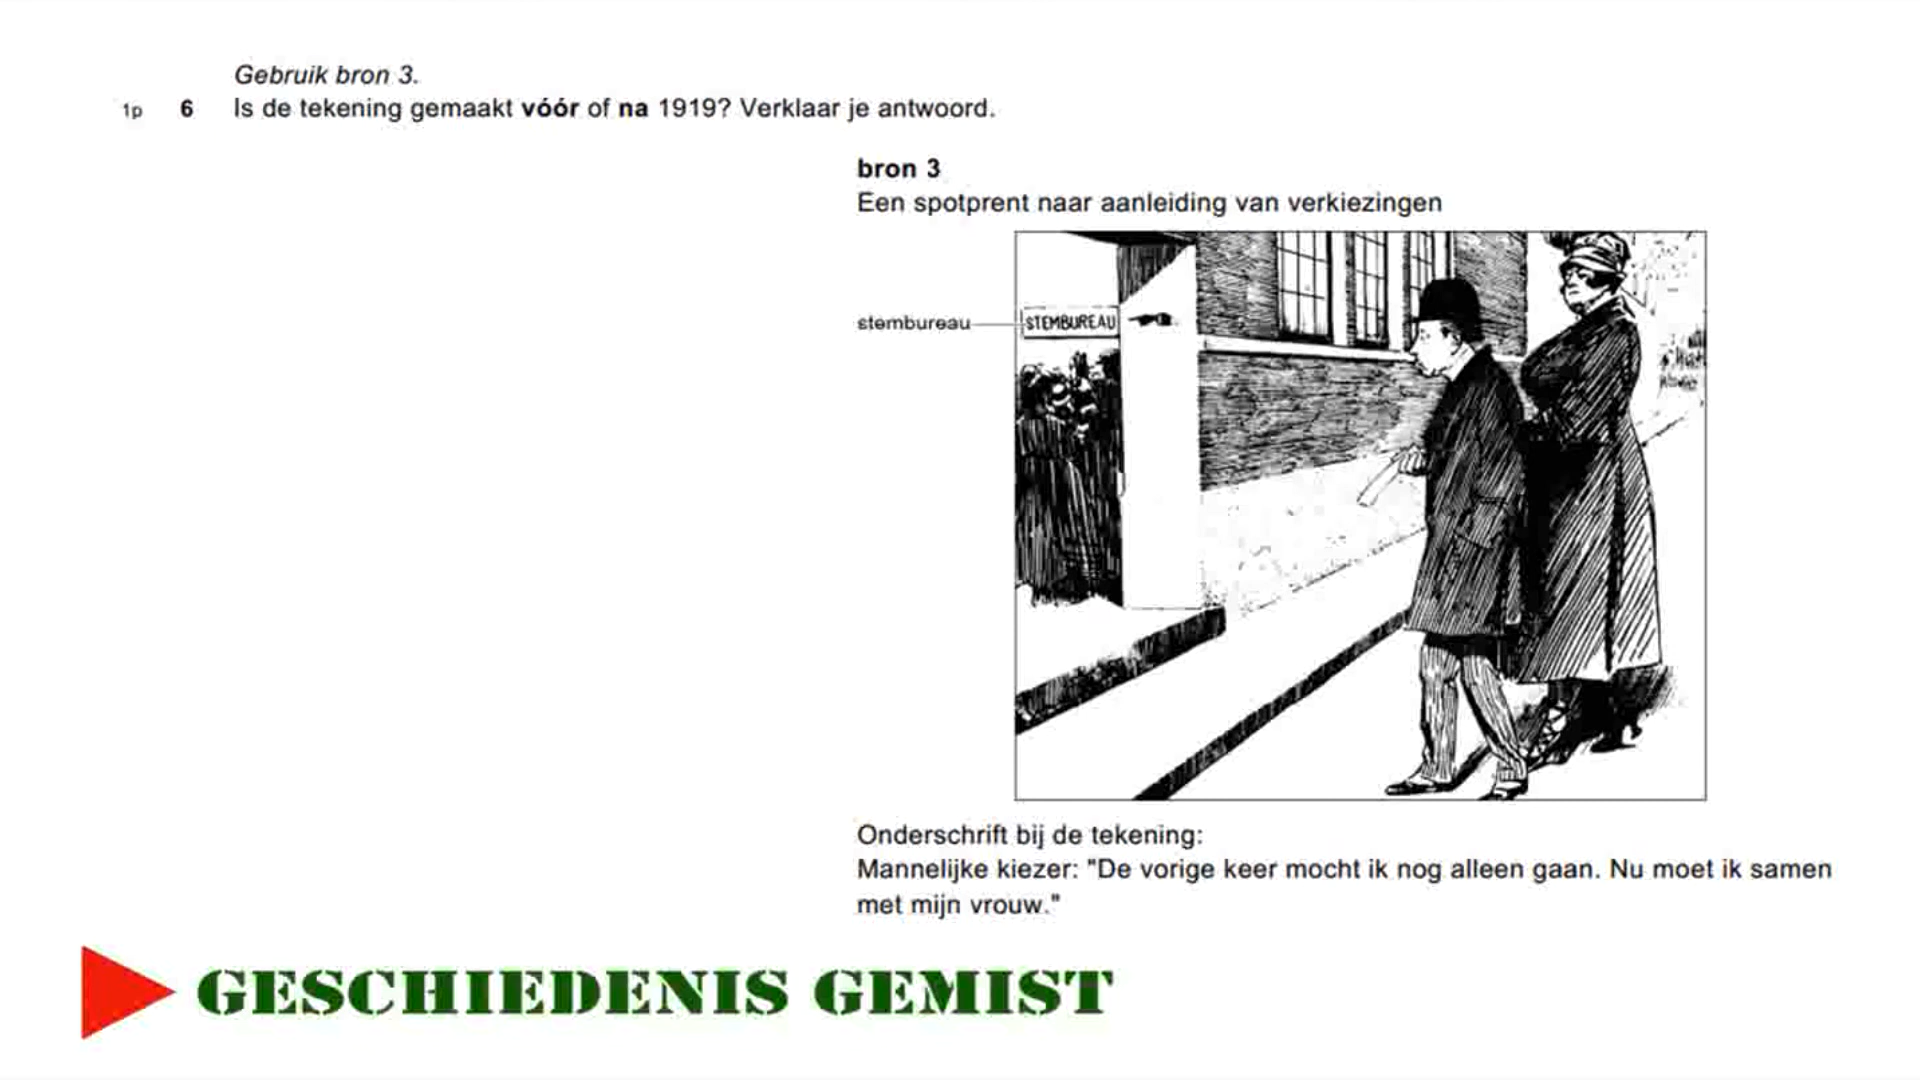 Gebruik bron 3.
1p 6 Is de tekening gemaakt vóór of na 1919? Verklaar je antwoord.
bron 3
Een spotprent naar aanleiding van verkiezingen
stembureau
STEMBUREAU
Onderschrift bij de tekening:
Mannelijke kiezer: "De vorige keer mocht ik nog alleen gaan. Nu moet ik samen
met mijn vrouw."
GESCHIEDENIS GEMIST